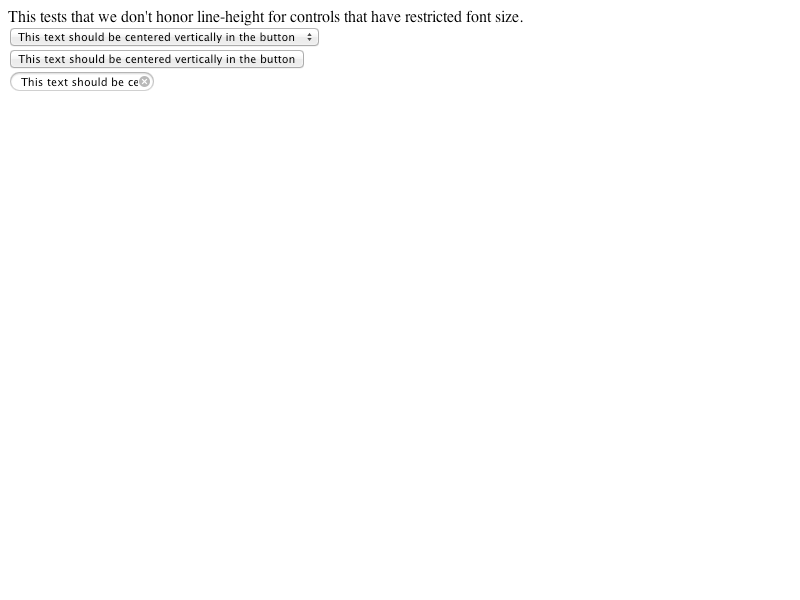 This tests that we don't honor line-height for controls that have restricted font size.
This text should be centered vertically in the button
This text should be centered vertically in the button
This text should be ce